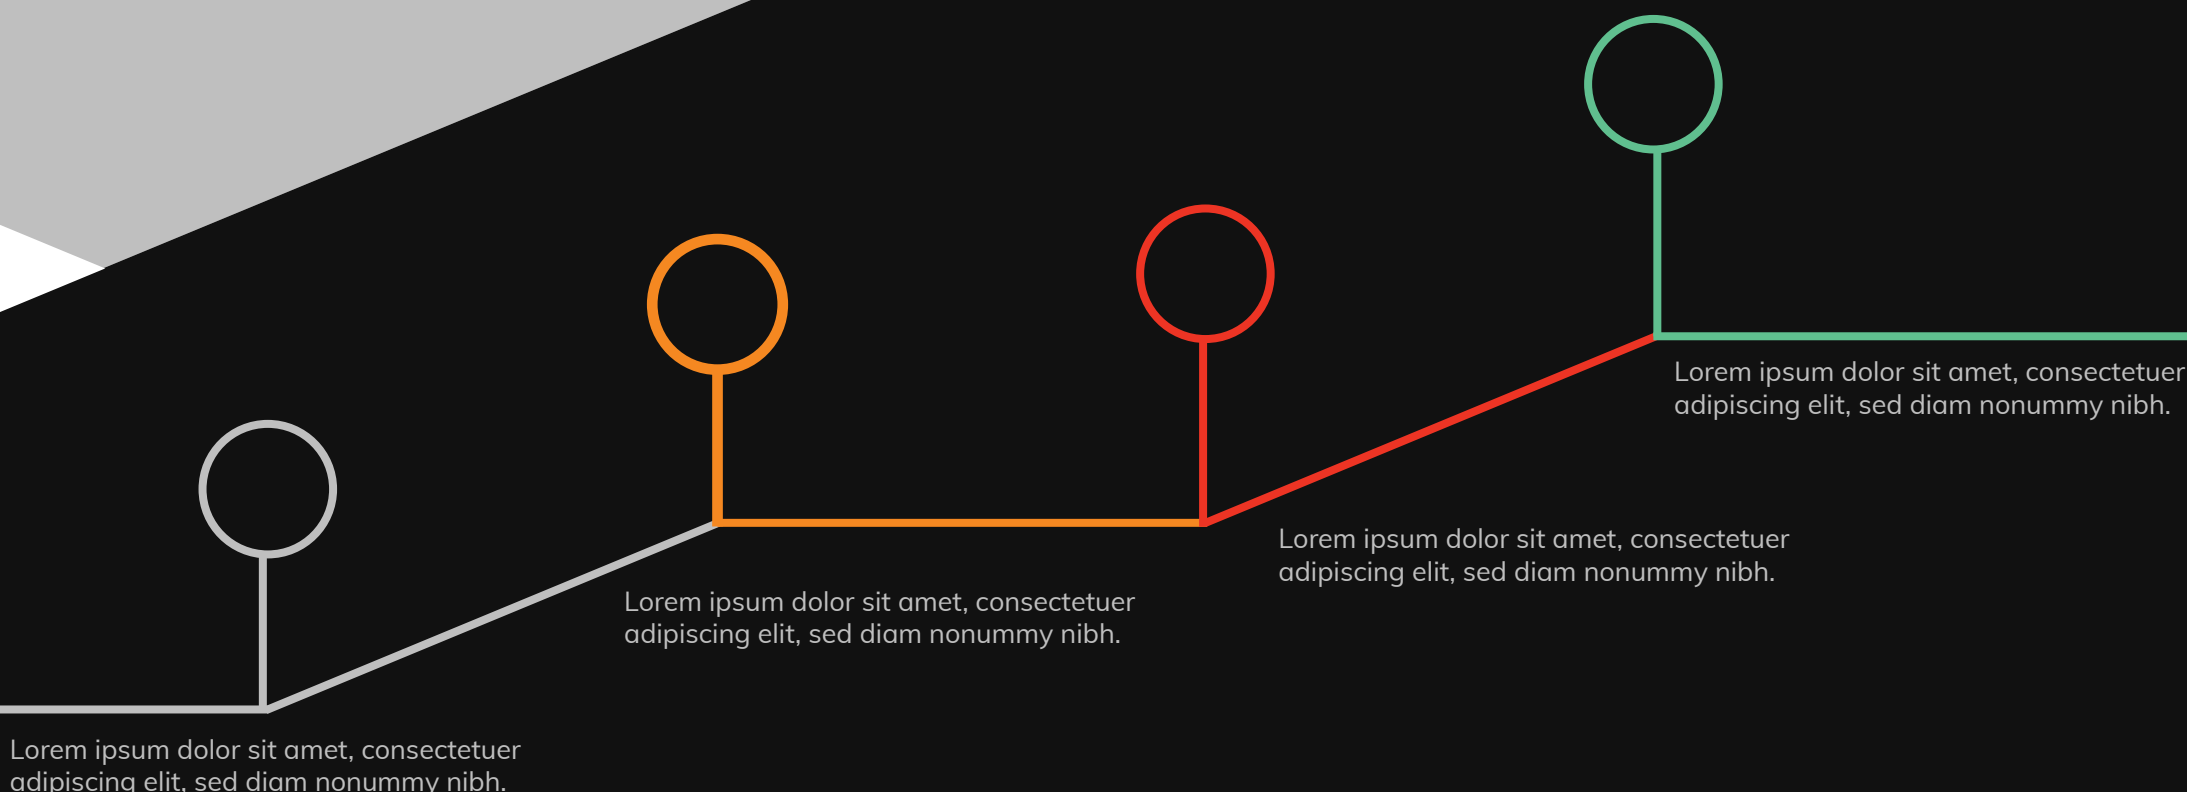 Lorem ipsum dolor sit amet, consectetuer
adipiscing elit, sed diam nonummy nibh.
Lorem ipsum dolor sit amet, consectetuer
adipiscing elit, sed diam nonummy nibh.
Lorem ipsum dolor sit amet, consectetuer
adipiscing elit, sed diam nonummy nibh.
Lorem ipsum dolor sit amet, consectetuer
adipiscing elit, sed diam nonummy nibh.